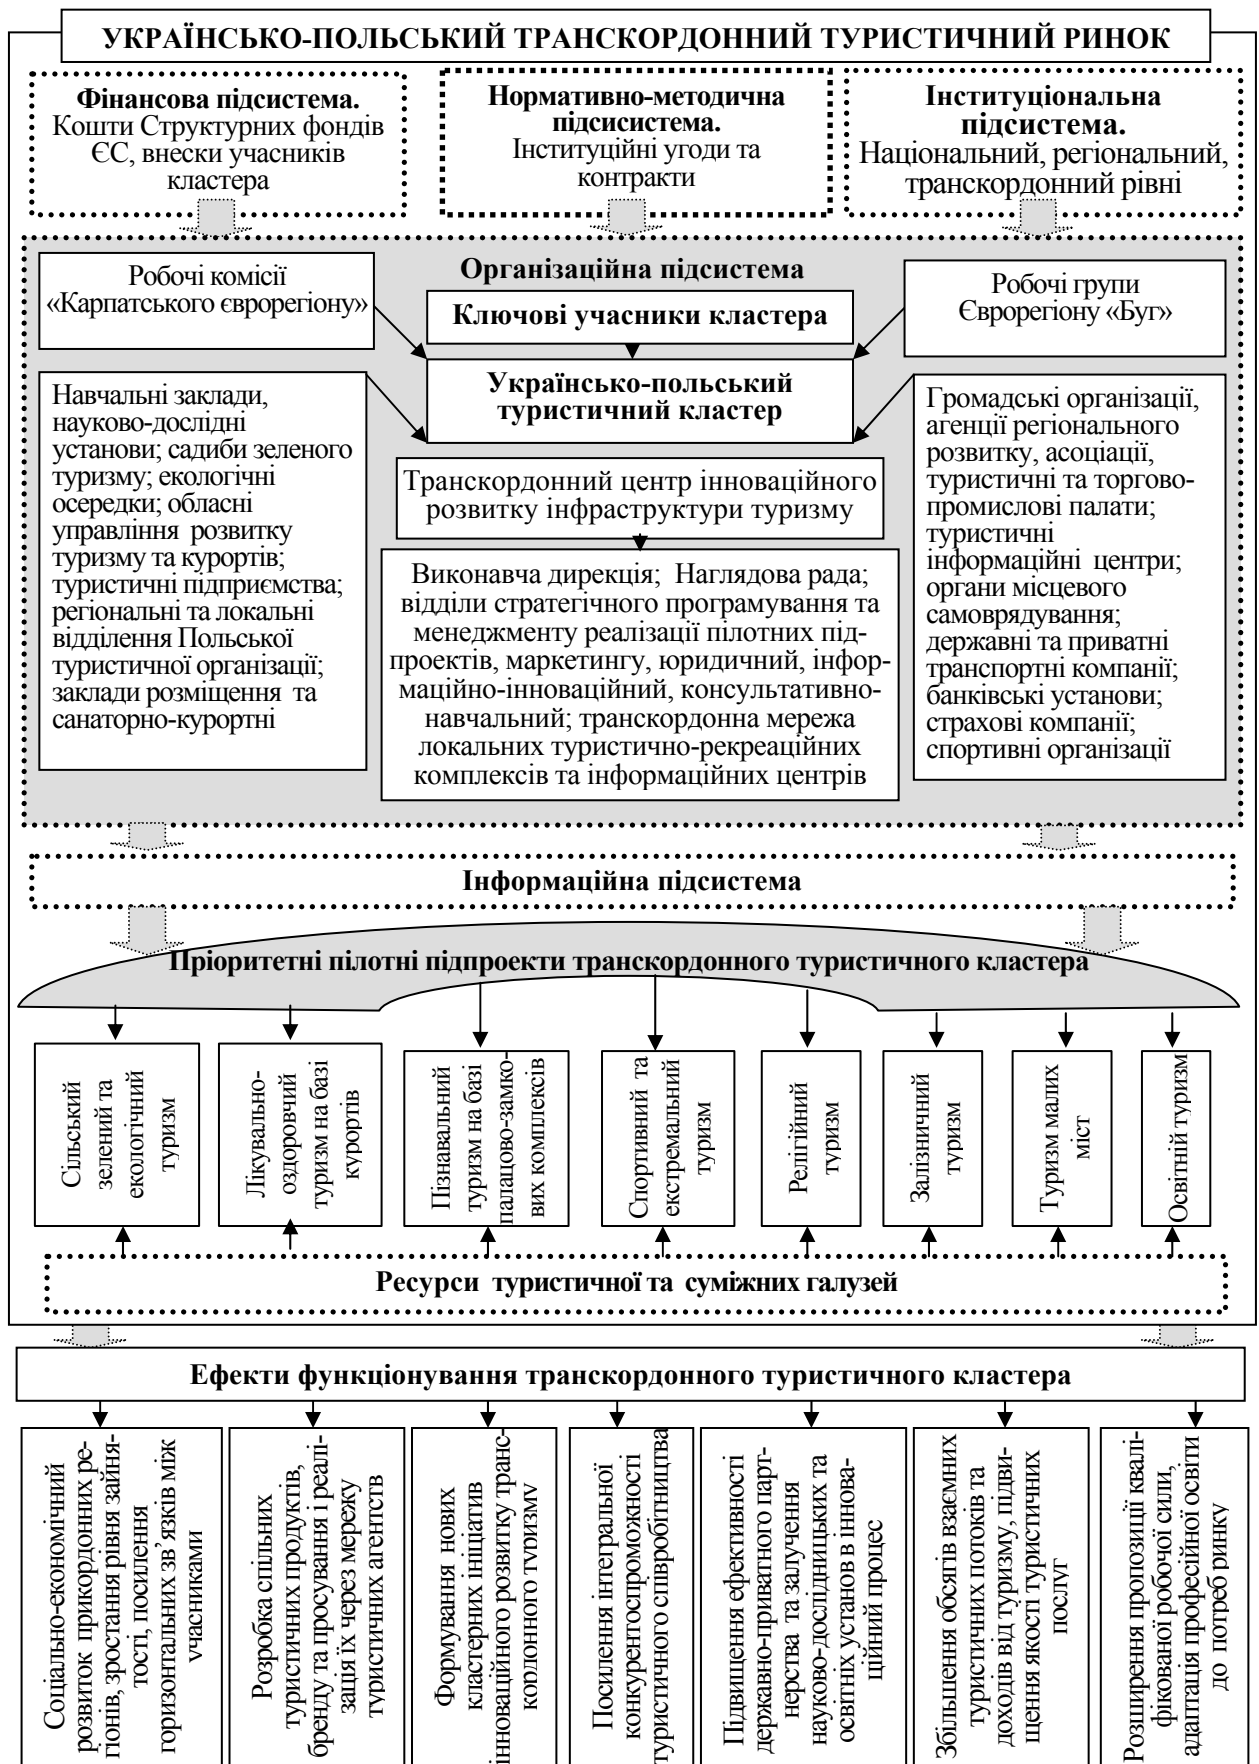 УКРАЇНСЬКО-ПОЛЬСЬКИЙ ТРАНСКОРДОННИЙ ТУРИСТИЧНИЙ РИНОК
Фінансова підсистема.
Кошти Структурних фондів
ЄС, внески учасників
кластера
Нормативно-методична
підсисистема.
Інституційні угоди та
контракти
Інституціональна
підсистема.
Національний, регіональний,
транскордонний рівні
Організаційна підсистема
Робочі комісії
«Карпатського єврорегіону»
Ключові учасники кластера
Робочі групи
Єврорегіону «Буг»
Українсько-польський
туристичний кластер
Навчальні заклади,
науково-дослідні
установи; садиби зеленого
туризму; екологічні
осередки; обласні
управління розвитку
туризму та курортів;
туристичні підприємства;
регіональні та локальні
відділення Польської
туристичної організації;
заклади розміщення та
санаторно-курортні
Транскордонний центр інноваційного
розвитку інфраструктури туризму
Виконавча дирекція; Наглядова рада;
відділи стратегічного програмування та
менеджменту реалізації пілотних під-
проектів, маркетингу, юридичний, інфор-
маційно-інноваційний, консультативно-
навчальний; транскордонна мережа
локальних туристично-рекреаційних
комплексів та інформаційних центрів
Громадські організації,
агенції регіонального
розвитку, асоціації,
туристичні та торгово-
промислові палати;
туристичні
інформаційні центри;
органи місцевого
самоврядування;
державні та приватні
транспортні компанії;
банківські установи;
страхові компанії;
спортивні організації
Інформаційна підсистема
Пріоритетні пілотні підпроекти транскордонного туристичного кластера
Сільський
зелений та
екологічний
туризм
Лікувально-
оздоровчий
туризм на базі
курортів
Пізнавальний
туризм на базі
палацово-замко-
вих комплексів
Спортивний та
екстремальний
туризм
Релігійний
туризм
Залізничний
туризм
Туризм малих
міст
Освітній туризм
Ресурси туристичної та суміжних галузей
Ефекти функціонування транскордонного туристичного кластера
Соціально-економічний
розвиток прикордонних ре-
гіонів, зростання рівня зайня-
тості, посилення
горизонтальних зв’язків між
учасниками
Розробка спільних
туристичних продуктів,
бренду та просування і реалі-
зація їх через мережу
туристичних агентств
Формування нових
кластерних ініціатив
інноваційного розвитку транс-
кордонного туризму
Посилення інтегральної
конкурентоспроможності
туристичного співробітництва
Підвищення ефективності
державно-приватного парт-
нерства та залучення
науково-дослідницьких та
освітніх установ в іннова-
ційний процес
Збільшення обсягів взаємних
туристичних потоків та
доходів від туризму, підви-
щення якості туристичних
послуг
Розширення пропозиції квалі-
фікованої робочої сили,
адаптація професійної освіти
до потреб ринку